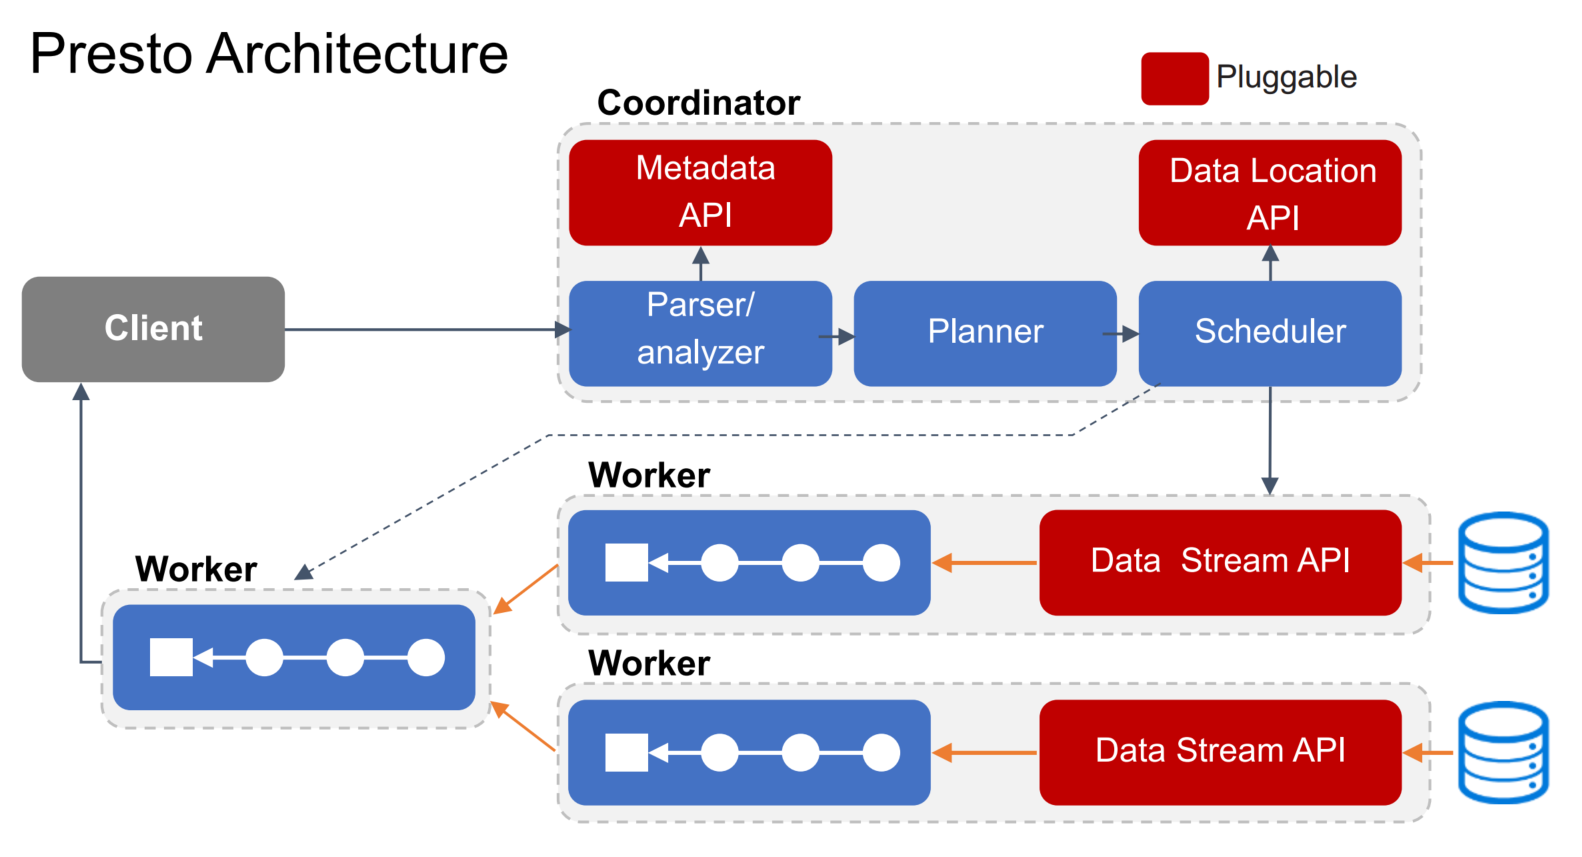 Presto Architecture
Pluggable
Coordinator
Metadata
API
Data Location
API
Client
Parser/
analyzer
Planner
Scheduler
Worker
Data  Stream API
Worker
Worker
Data Stream API